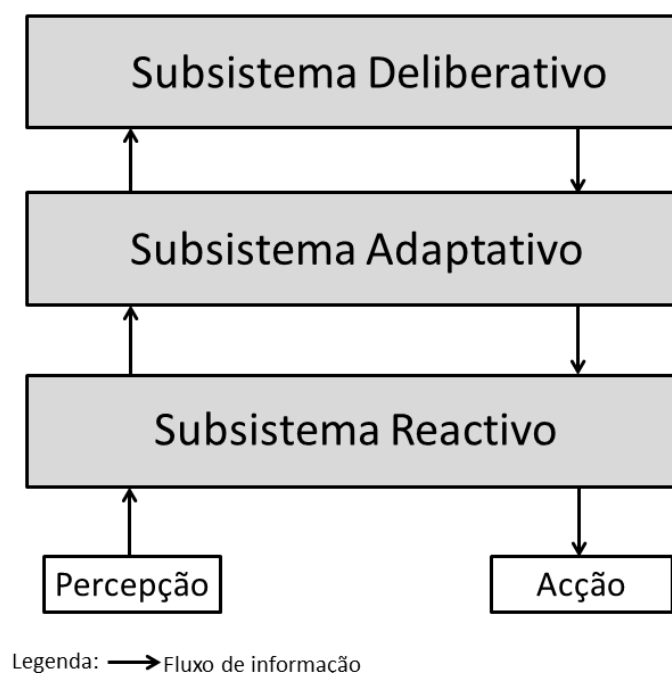 Subsistema Deliberativo
Subsistema Adaptativo
Subsistema Reactivo
Percepção
Acção
Legenda: Fluxo de informação